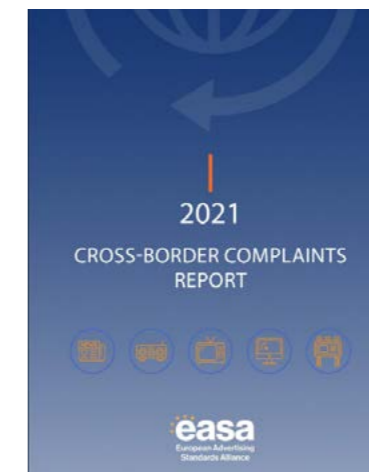 2021
CROSS-BORDER COMPLAINTS
REPORT
easa
European Advertising
Standards Alliance